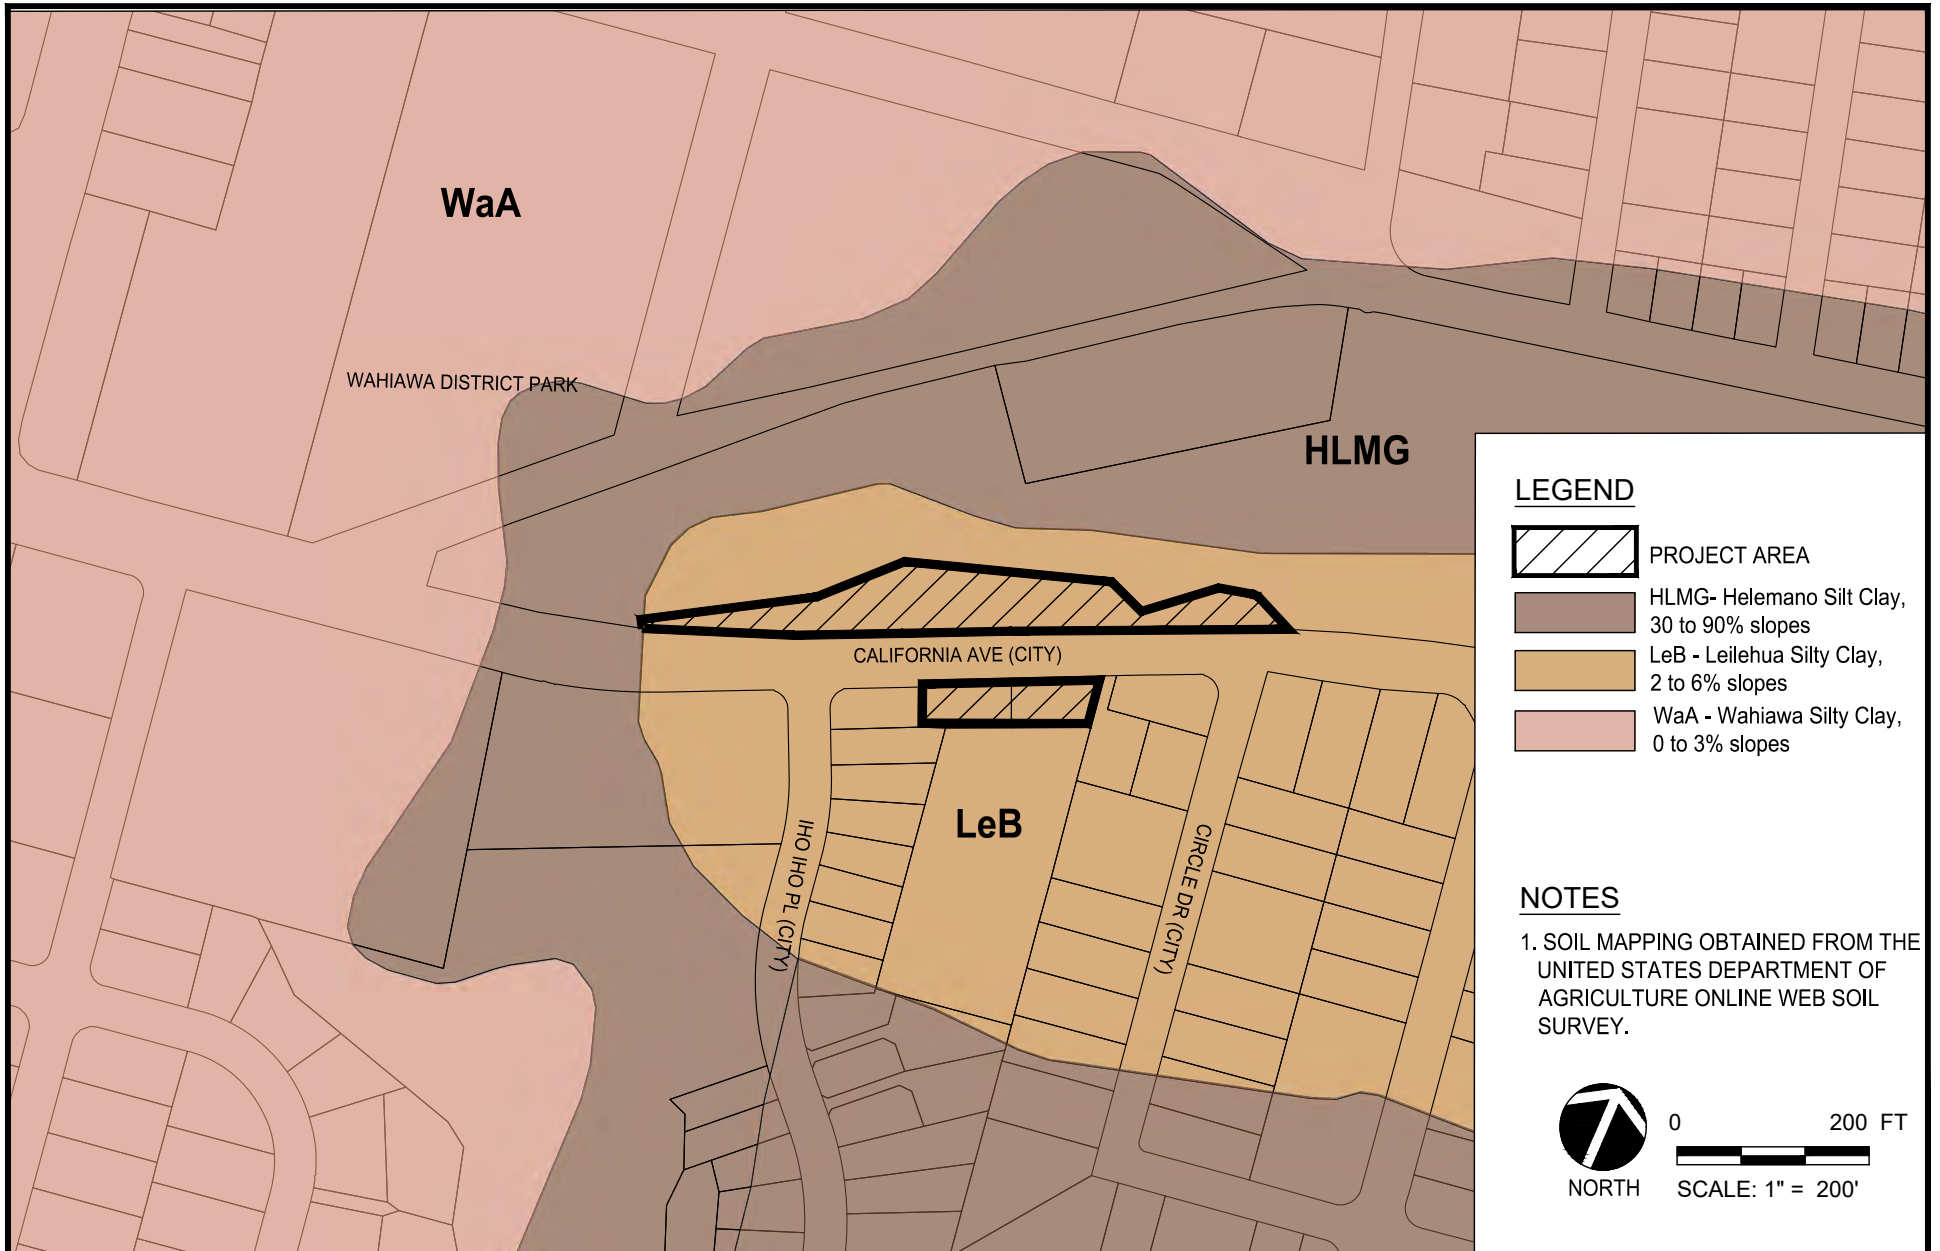 WaA
WAHIAWA DISTRICT PARK
HLMG
CALIFORNIA AVE (CITY)
LeB
IHO IHO PL (CITY)
CIRCLE DR (CITY)
LEGEND
PROJECT AREA
HLMG- Helemano Silt Clay,
30 to 90% slopes
LeB - Leilehua Silty Clay,
2 to 6% slopes
WaA - Wahiawa Silty Clay,
0 to 3% slopes
NOTES
1. SOIL MAPPING OBTAINED FROM THE
UNITED STATES DEPARTMENT OF
AGRICULTURE ONLINE WEB SOIL
SURVEY.
0 200 FT
NORTH SCALE: 1" = 200'